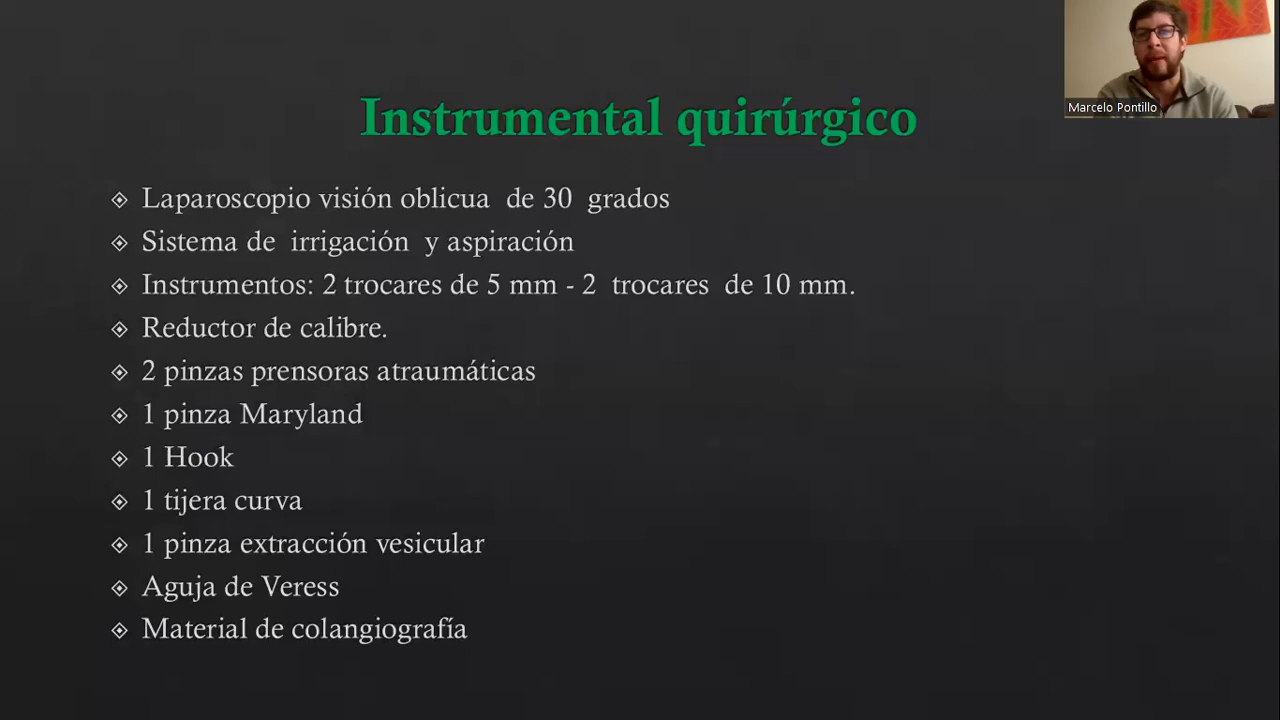 Marcelo Pontillo
Instrumental quirúrgico
Laparoscopio visión oblicua de 30 grados
Sistema de irrigación y aspiración
Instrumentos: 2 trocares de 5 mm - 2 trocares de 10 mm.
Reductor de calibre.
2 pinzas prensoras atraumáticas
1 pinza Maryland
1 Hook
1 tijera curva
1 pinza extracción vesicular
Aguja de Veress
Material de colangiografía